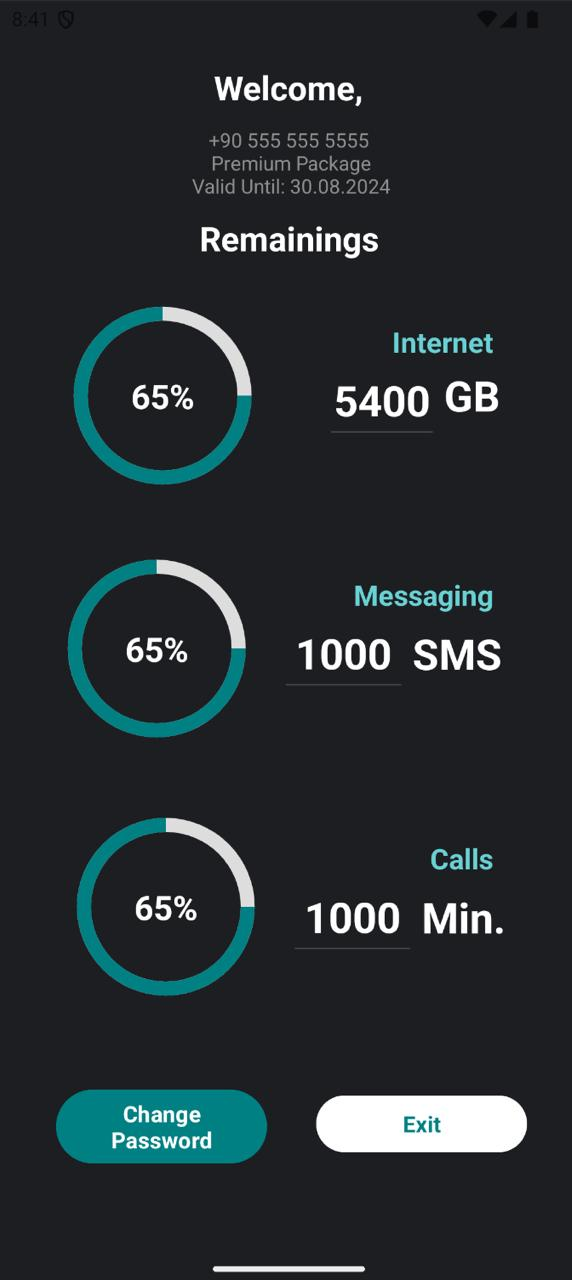 8:41
Welcome,
+90 555 555 5555
Premium Package
Valid Until: 30.08.2024
Remainings
65%
Internet
5400 GB
65%
Messaging
1000 SMS
65%
Calls
1000 Min.
Change
Password
Exit